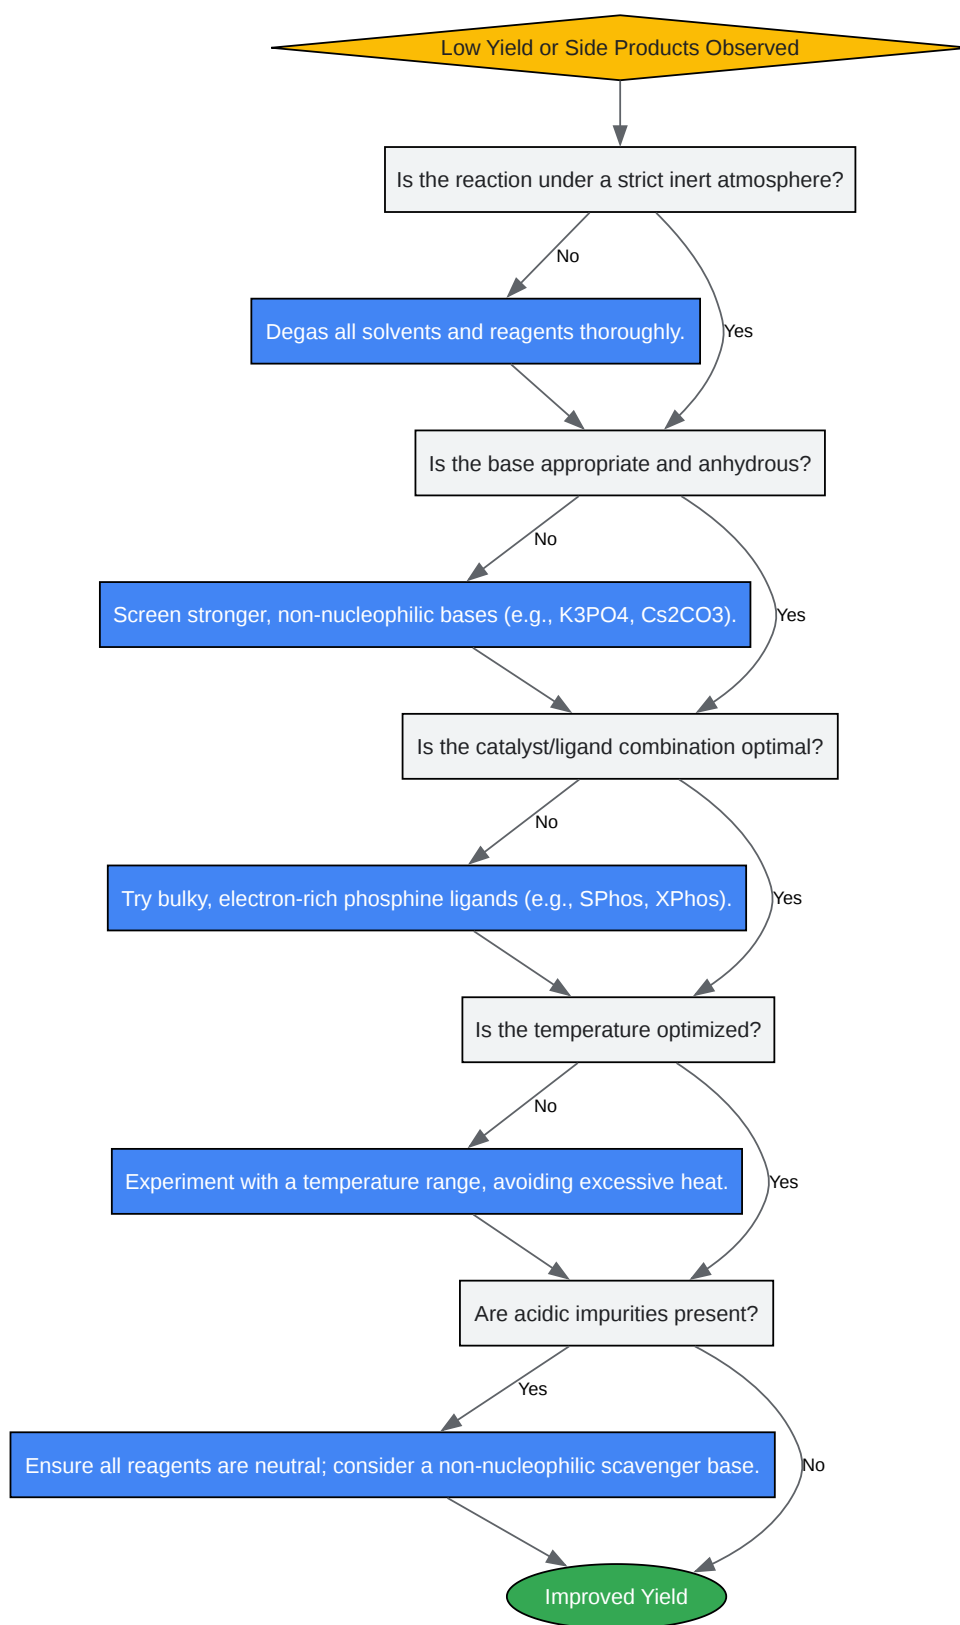 Low Yield or Side Products Observed
Is the reaction under a strict inert atmosphere?
No
Degas all solvents and reagents thoroughly.
Yes
Is the base appropriate and anhydrous?
No
Screen stronger, non-nucleophilic bases (e.g., K3PO4, Cs2CO3).
Yes
Is the catalyst/ligand combination optimal?
No
Try bulky, electron-rich phosphine ligands (e.g., SPhos, XPhos).
Yes
Is the temperature optimized?
No
Experiment with a temperature range, avoiding excessive heat.
Yes
Are acidic impurities present?
Yes
Ensure all reagents are neutral; consider a non-nucleophilic scavenger base.
No
Improved Yield